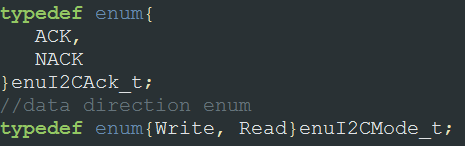 typedef enum{
ACK,
NACK
}enuI2CAck_t;
//data direction enum
typedef enum{Write, Read}enuI2CMode_t;